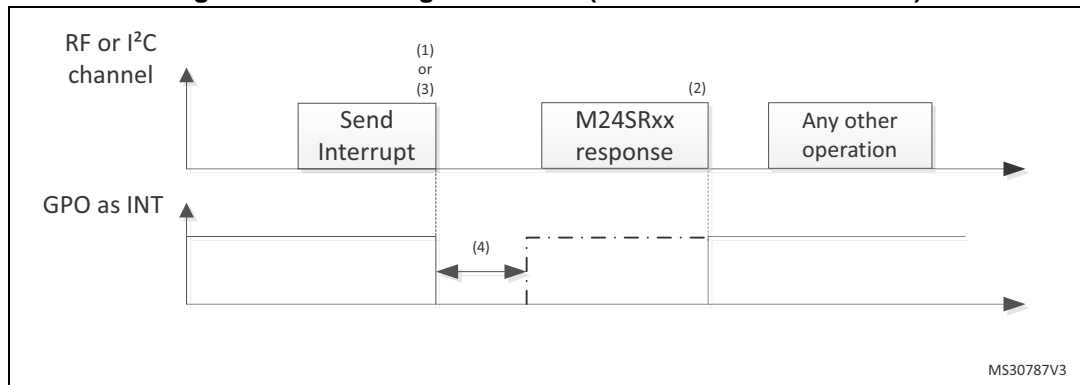 RF or I²C
channel
(1)
or
(3)
(2)
Send
Interrupt
M24SRxx
response
Any other
operation
GPO as INT
(4)
MS30787V3